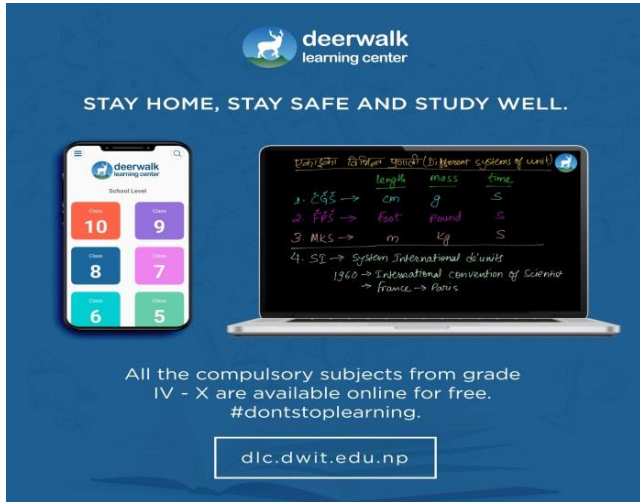 deerwalk
learning center
STAY HOME, STAY SAFE AND STUDY WELL.
deerwalk
learning center
School Level
Class
10
Class
9
Class
8
Class
7
Class
6
Class
5
एकाईका विभिन्न प्रणाली (Different systems of unit)
length mass time
1. CGS → cm g S
2. FPS → Foot Pound S
3. MKS → m Kg S
4. SI → System International de'units
1960 → International convention of Scientist
→ France → Paris
All the compulsory subjects from grade
IV - X are available online for free.
#dontstoplearning.
dlc.dwit.edu.np